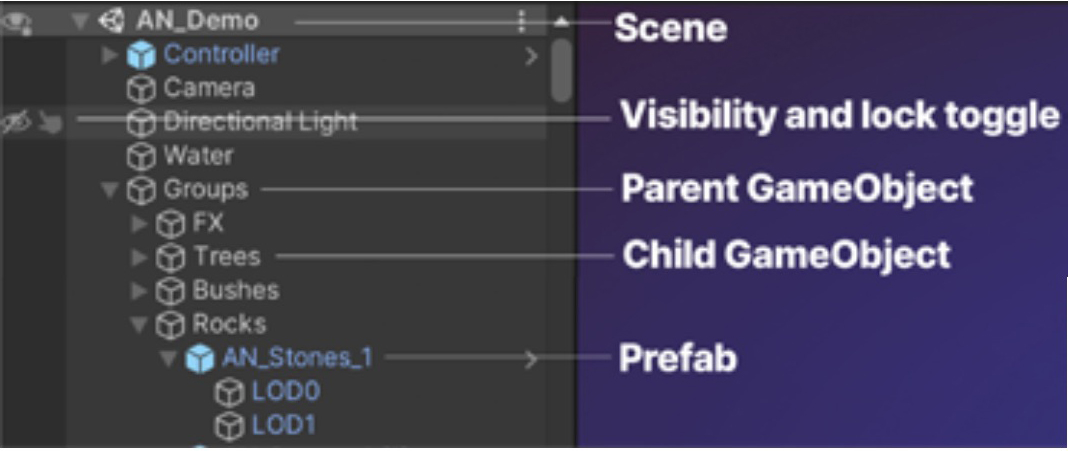 AN_Demo
Scene
Controller
Camera
Directional Light
Visibility and lock toggle
Water
Groups
Parent GameObject
FX
Trees
Child GameObject
Bushes
Rocks
AN_Stones_1
Prefab
LOD0
LOD1